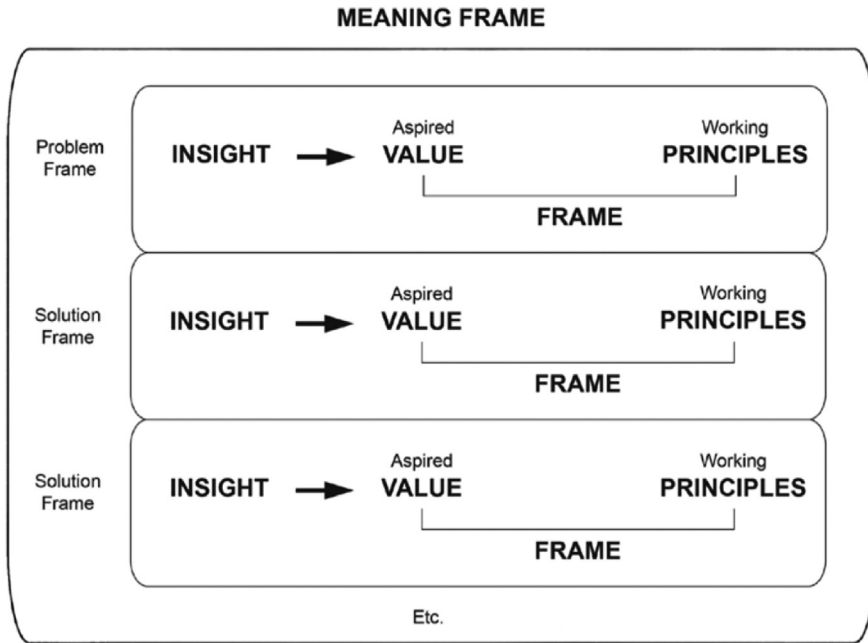 MEANING FRAME
Problem
Frame
INSIGHT
Aspired
VALUE
Working
PRINCIPLES
FRAME
Solution
Frame
INSIGHT
Aspired
VALUE
Working
PRINCIPLES
FRAME
Solution
Frame
INSIGHT
Aspired
VALUE
Working
PRINCIPLES
FRAME
Etc.